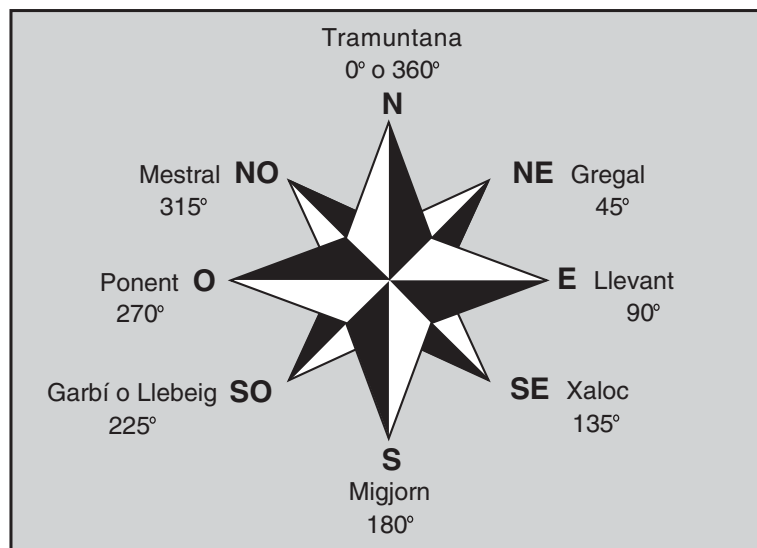 Tramuntana
0º o 360º
N
Mestral NO
315º
NE Gregal
45º
Ponent O
270º
E Llevant
90º
Garbí o Llebeig SO
225º
SE Xaloc
135º
S
Migjorn
180º